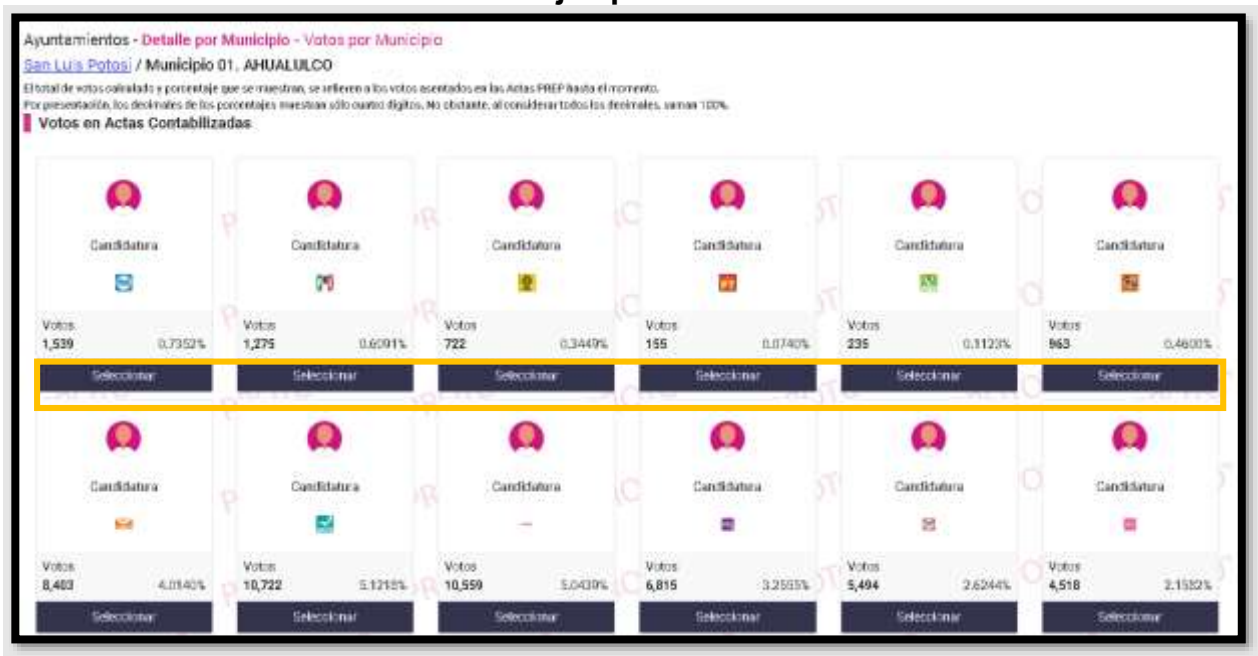 Ayuntamientos - Detalle por Municipio - Votos por Municipio
San Luis Potosí / Municipio 01. AHUALULCO
El total de votos calculado y porcentaje que se muestran, se refieren a los votos asentados en las Actas PREP hasta el momento.
Por presentación, los decimales de los porcentajes muestran sólo cuatro dígitos. No obstante, al considerar todos los decimales, suman 100%.
Votos en Actas Contabilizadas
Candidatura Candidatura Candidatura Candidatura Candidatura Candidatura
Votos Votos Votos Votos Votos Votos
1,539 0.7352% 1,275 0.6091% 722 0.3449% 155 0.0740% 235 0.1123% 963 0.4600%
Seleccionar Seleccionar Seleccionar Seleccionar Seleccionar Seleccionar
Candidatura Candidatura Candidatura Candidatura Candidatura Candidatura
Votos Votos Votos Votos Votos Votos
8,403 4.0140% 10,722 10,559 5.0439% 6,815 3.2555% 5,494 2.6244% 4,518
Seleccionar Seleccionar Seleccionar Seleccionar Seleccionar Seleccionar